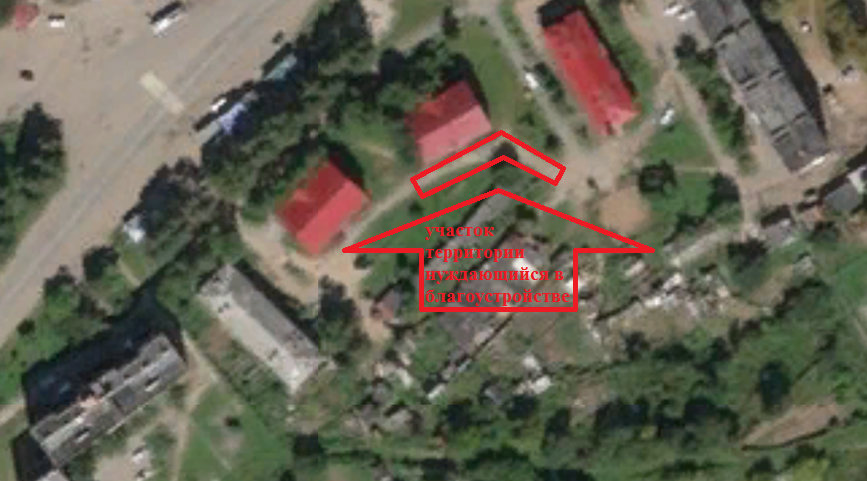 участок
территории
нуждающийся в
благоустройстве